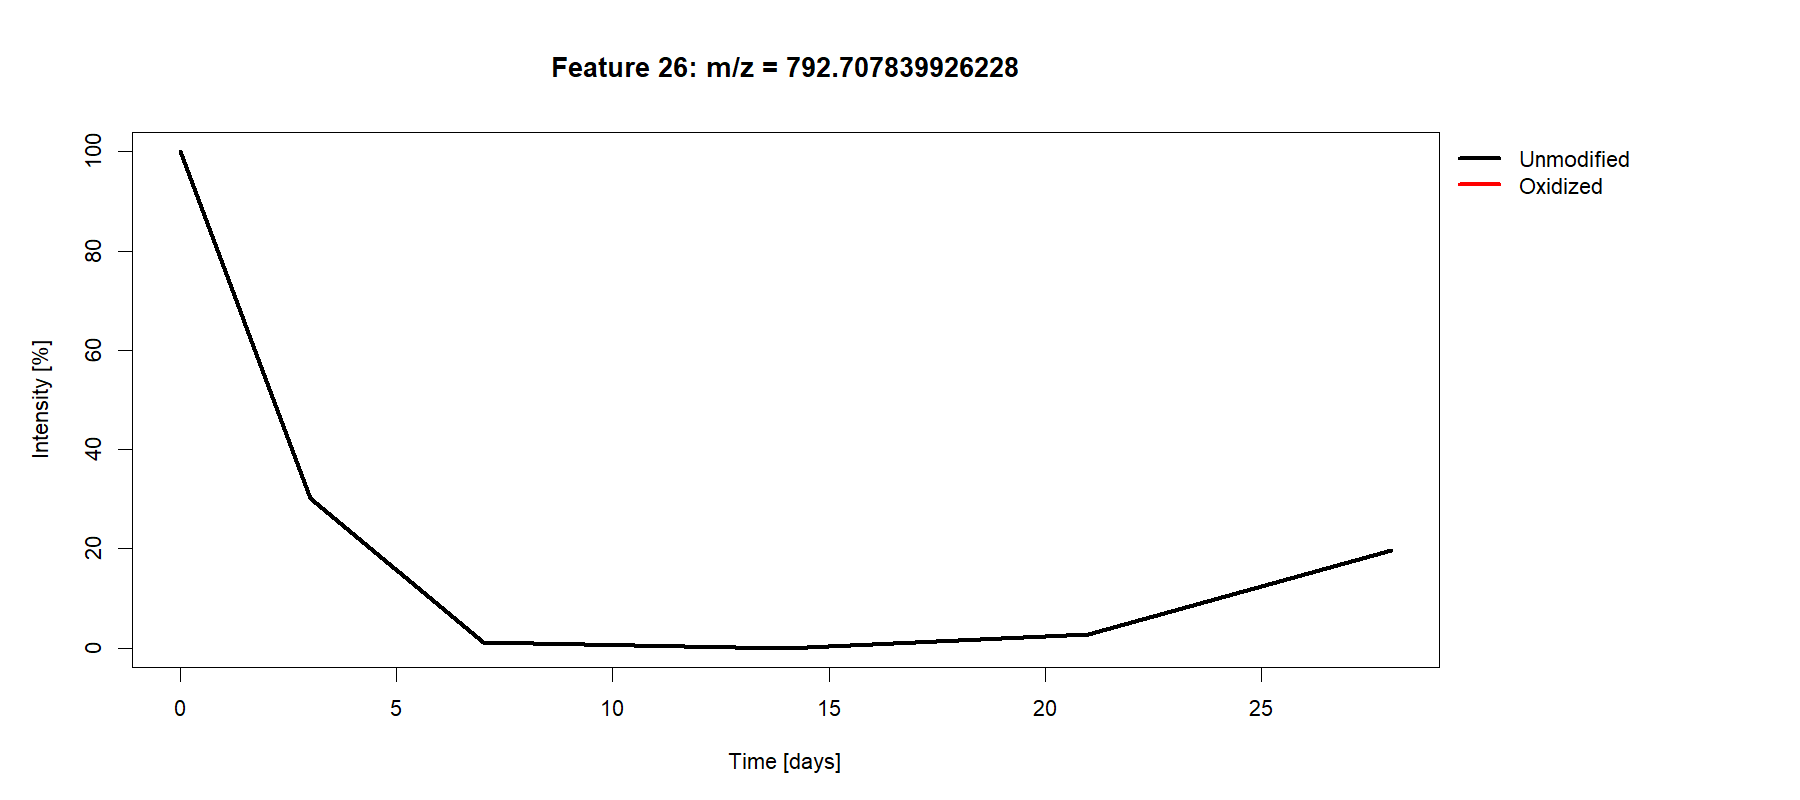 Feature 26: m/z = 792.707839926228
Unmodified
Oxidized
Intensity [%]
100
80
60
40
20
0
0 5 10 15 20 25
Time [days]